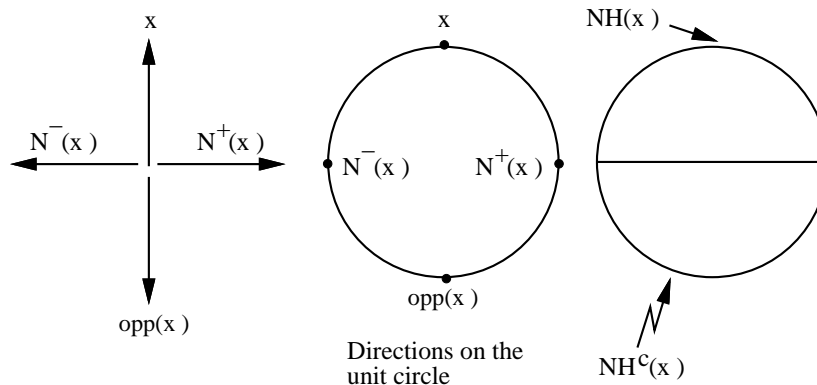 x
N⁻(x )
N⁺(x )
opp(x )
x
N⁻(x )
N⁺(x )
opp(x )
Directions on the
unit circle
NH(x )
NHᶜ(x )